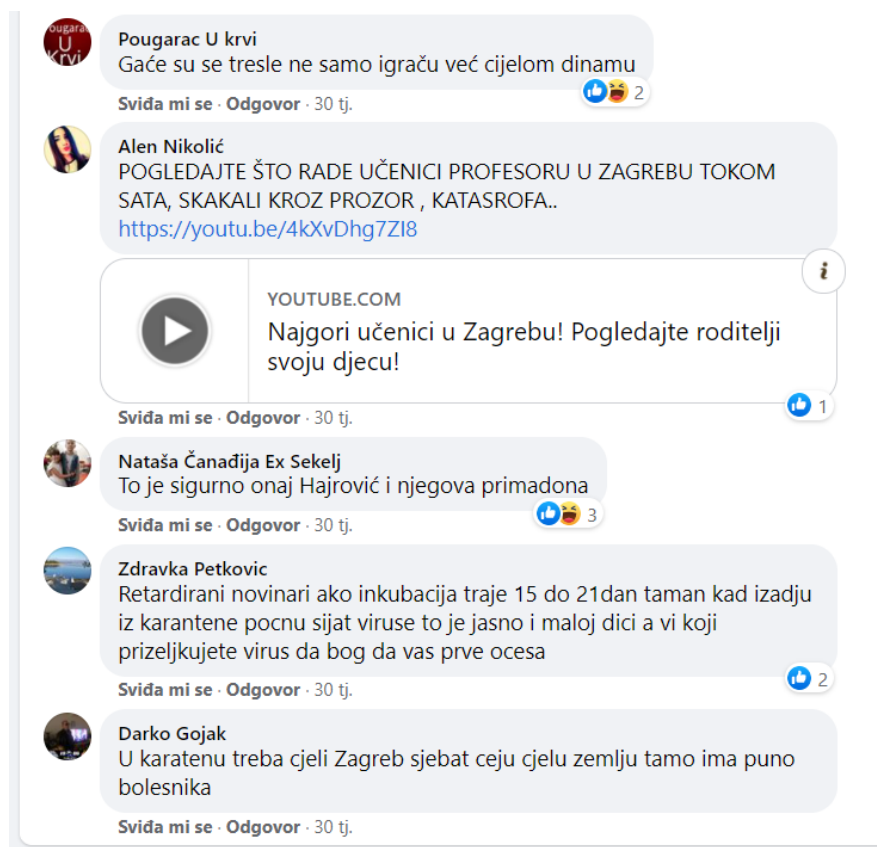 Pougarac U krvi
Gaće su se tresle ne samo igraču već cijelom dinamu
2
Sviđa mi se · Odgovor · 30 tj.
Alen Nikolić
POGLEDAJTE ŠTO RADE UČENICI PROFESORU U ZAGREBU TOKOM
SATA, SKAKALI KROZ PROZOR , KATASROFA..
https://youtu.be/4kXvDhg7ZI8
YOUTUBE.COM
Najgori učenici u Zagrebu! Pogledajte roditelji
svoju djecu!
1
Sviđa mi se · Odgovor · 30 tj.
Nataša Čanađija Ex Sekelj
To je sigurno onaj Hajrović i njegova primadona
3
Sviđa mi se · Odgovor · 30 tj.
Zdravka Petkovic
Retardirani novinari ako inkubacija traje 15 do 21dan taman kad izadju
iz karantene pocnu sijat viruse to je jasno i maloj dici a vi koji
prizeljkujete virus da bog da vas prve ocesa
2
Sviđa mi se · Odgovor · 30 tj.
Darko Gojak
U karatenu treba cjeli Zagreb sjebat ceju cjelu zemlju tamo ima puno
bolesnika
Sviđa mi se · Odgovor · 30 tj.